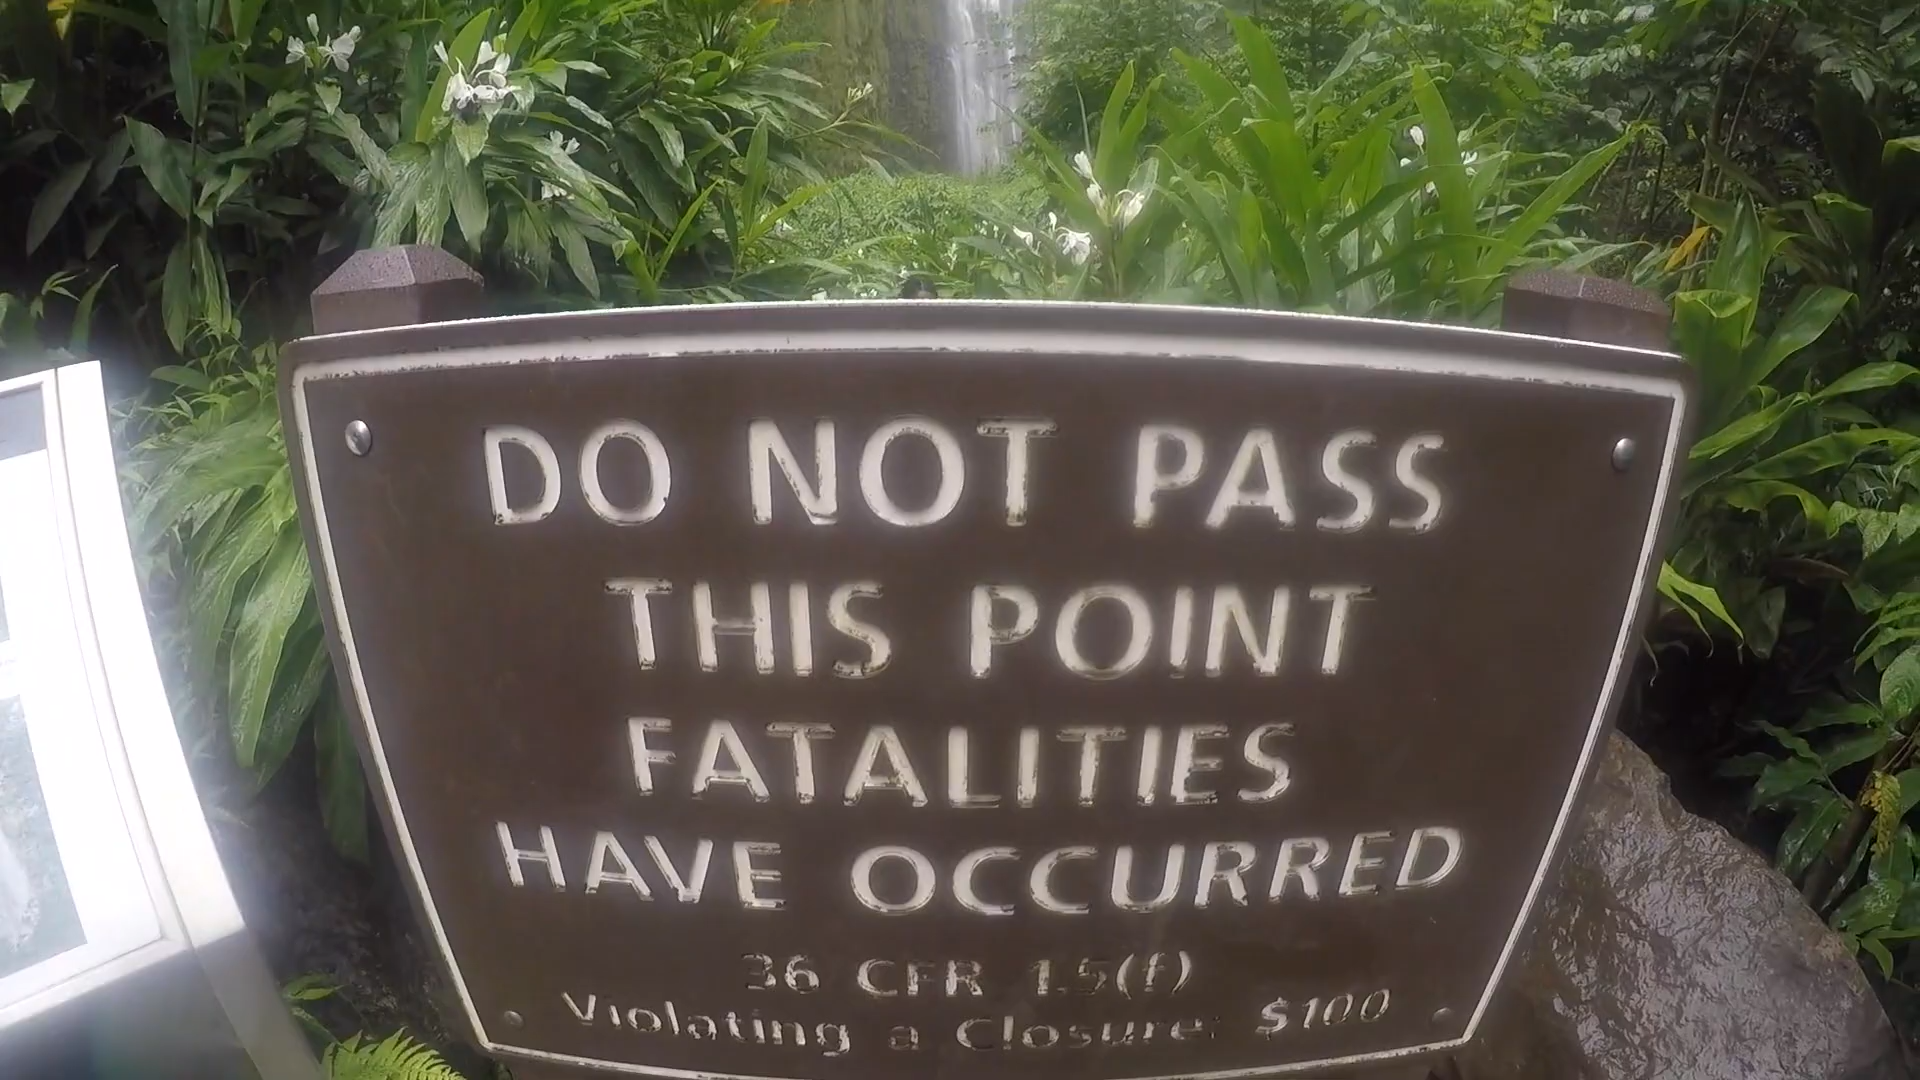 DO NOT PASS
THIS POINT
FATALITIES
HAVE OCCURRED
36 CFR 1.5(f)
Violating a Closure: $100